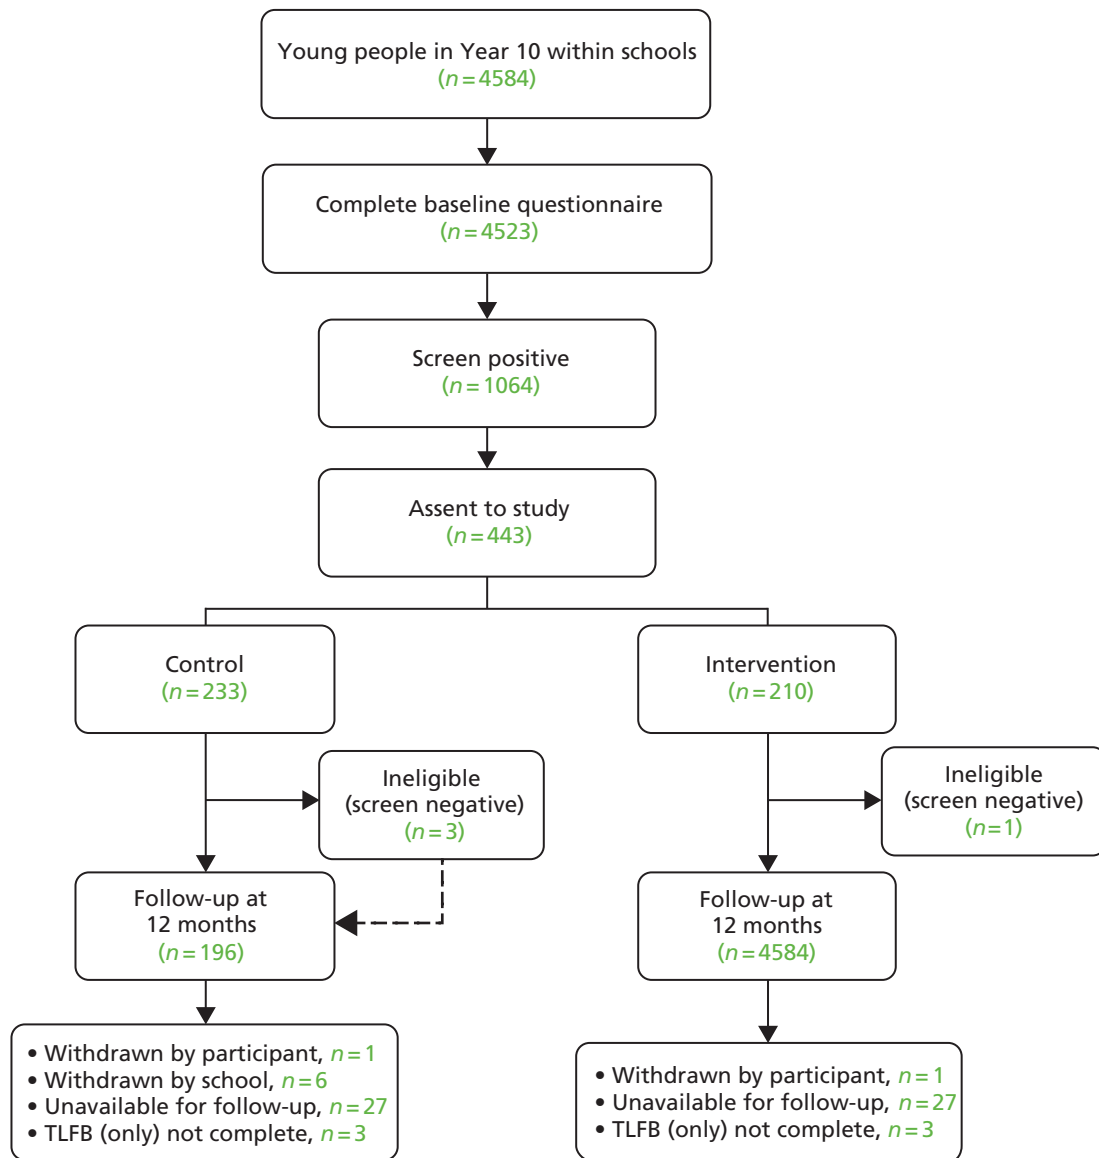 Young people in Year 10 within schools
(n=4584)
Complete baseline questionnaire
(n=4523)
Screen positive
(n=1064)
Assent to study
(n=443)
Control
(n=233)
Intervention
(n=210)
Ineligible
(screen negative)
(n=3)
Ineligible
(screen negative)
(n=1)
Follow-up at
12 months
(n=196)
Follow-up at
12 months
(n=4584)
• Withdrawn by participant, n=1
• Withdrawn by school, n=6
• Unavailable for follow-up, n=27
• TLFB (only) not complete, n=3
• Withdrawn by participant, n=1
• Unavailable for follow-up, n=27
• TLFB (only) not complete, n=3